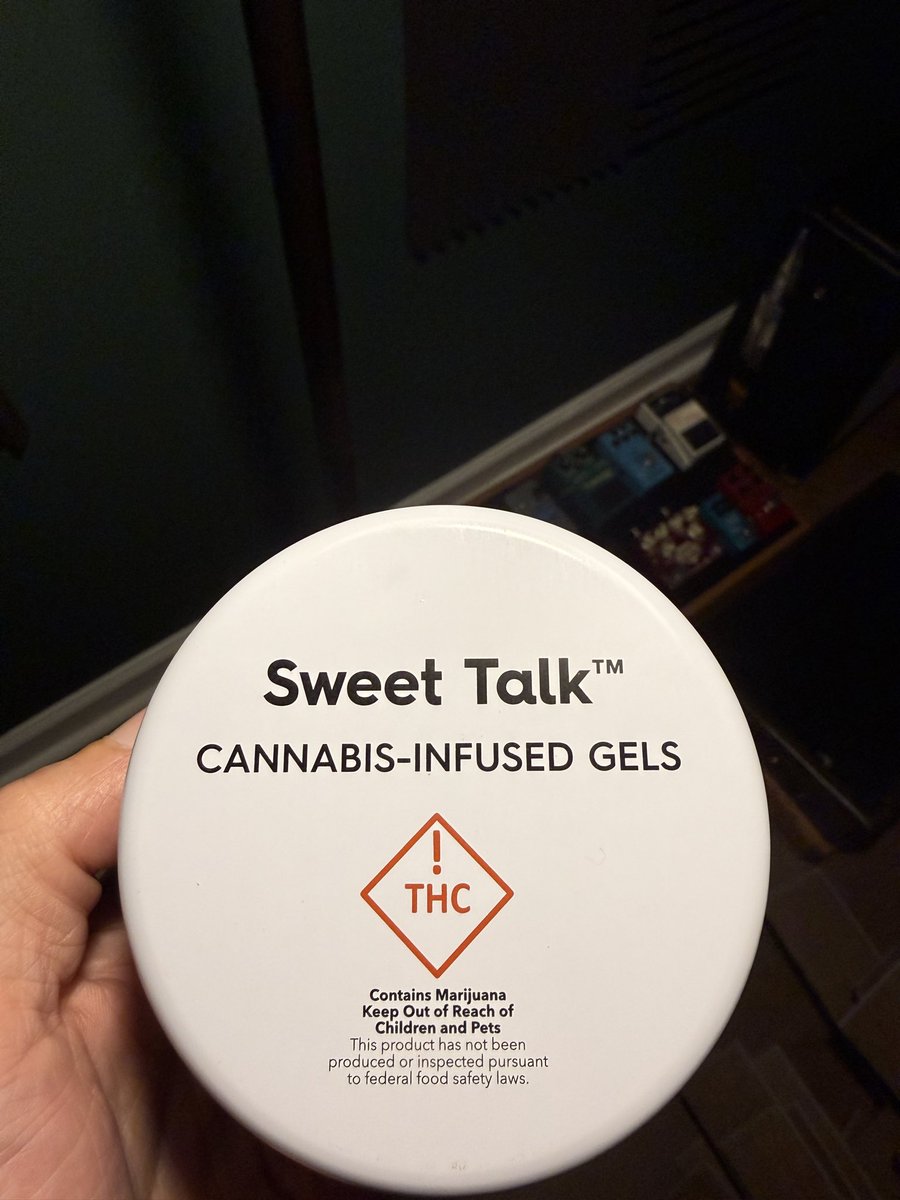 Sweet Talk™
CANNABIS-INFUSED GELS
!
THC
Contains Marijuana
Keep Out of Reach of
Children and Pets
This product has not been
produced or inspected pursuant
to federal food safety laws.